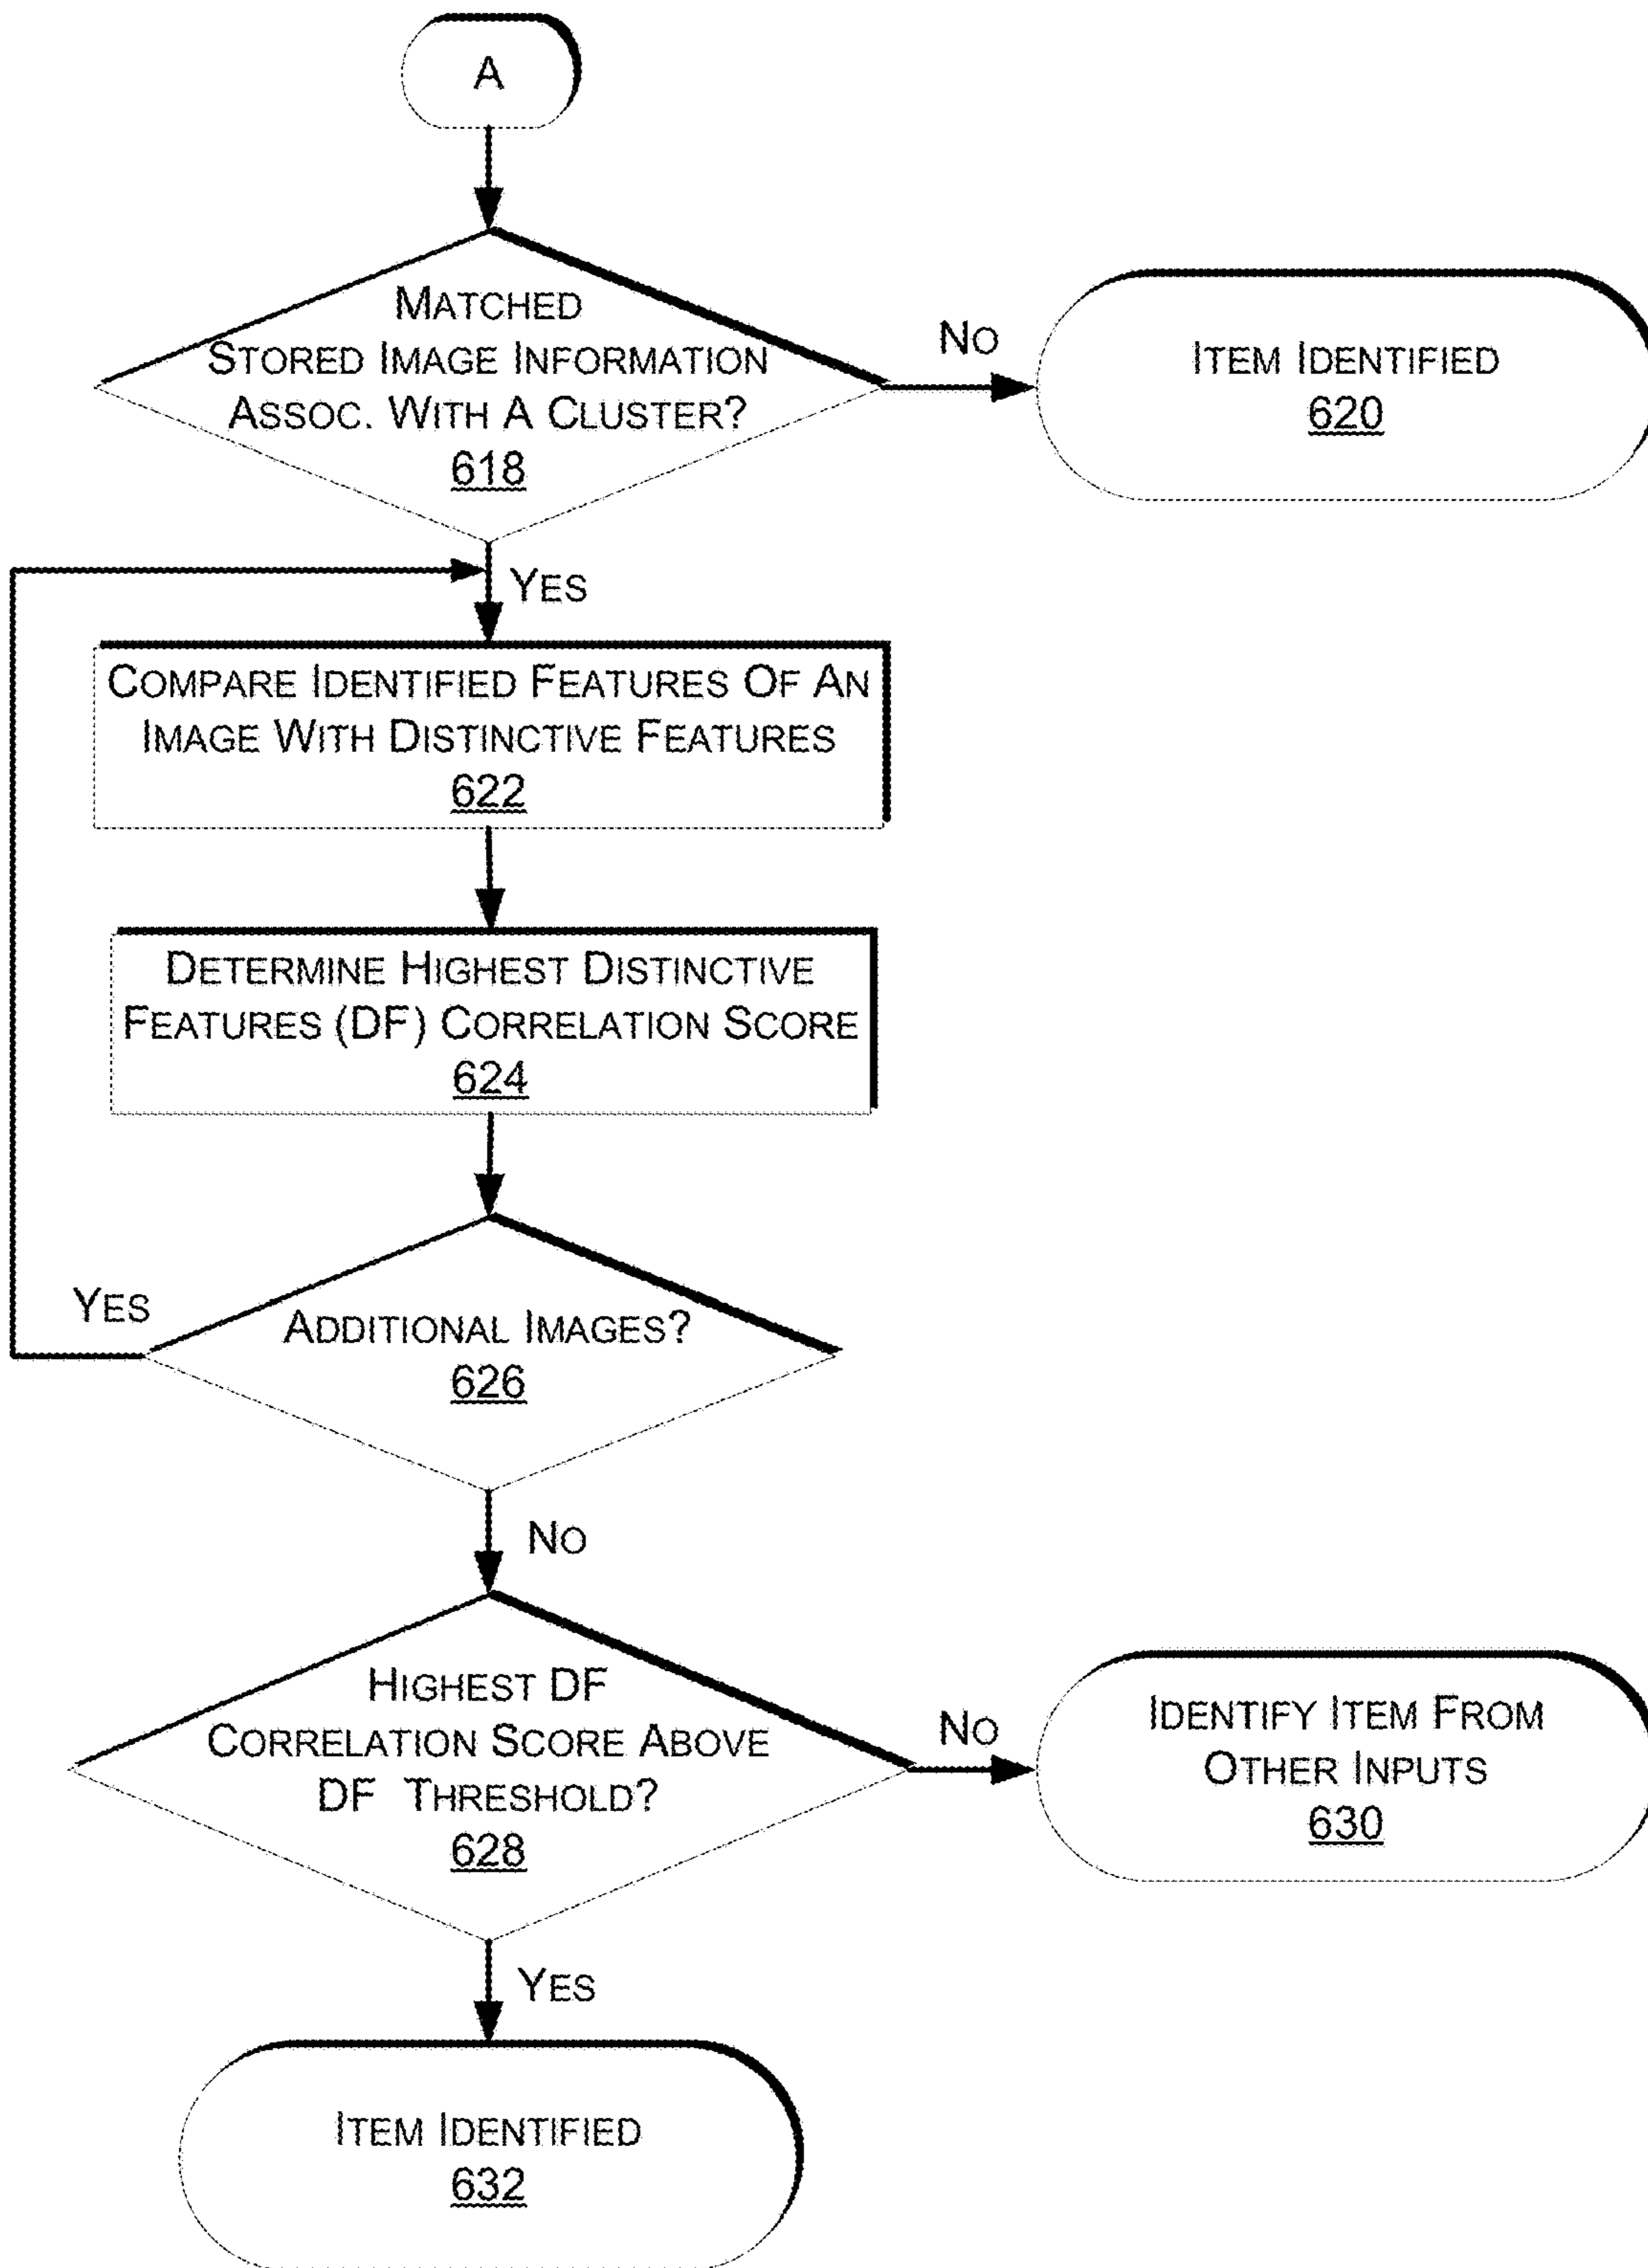 A
MATCHED
STORED IMAGE INFORMATION
ASSOC. WITH A CLUSTER?
618
NO
ITEM IDENTIFIED
620
YES
COMPARE IDENTIFIED FEATURES OF AN
IMAGE WITH DISTINCTIVE FEATURES
622
DETERMINE HIGHEST DISTINCTIVE
FEATURES (DF) CORRELATION SCORE
624
YES
ADDITIONAL IMAGES?
626
NO
HIGHEST DF
CORRELATION SCORE ABOVE
DF THRESHOLD?
628
NO
IDENTIFY ITEM FROM
OTHER INPUTS
630
YES
ITEM IDENTIFIED
632